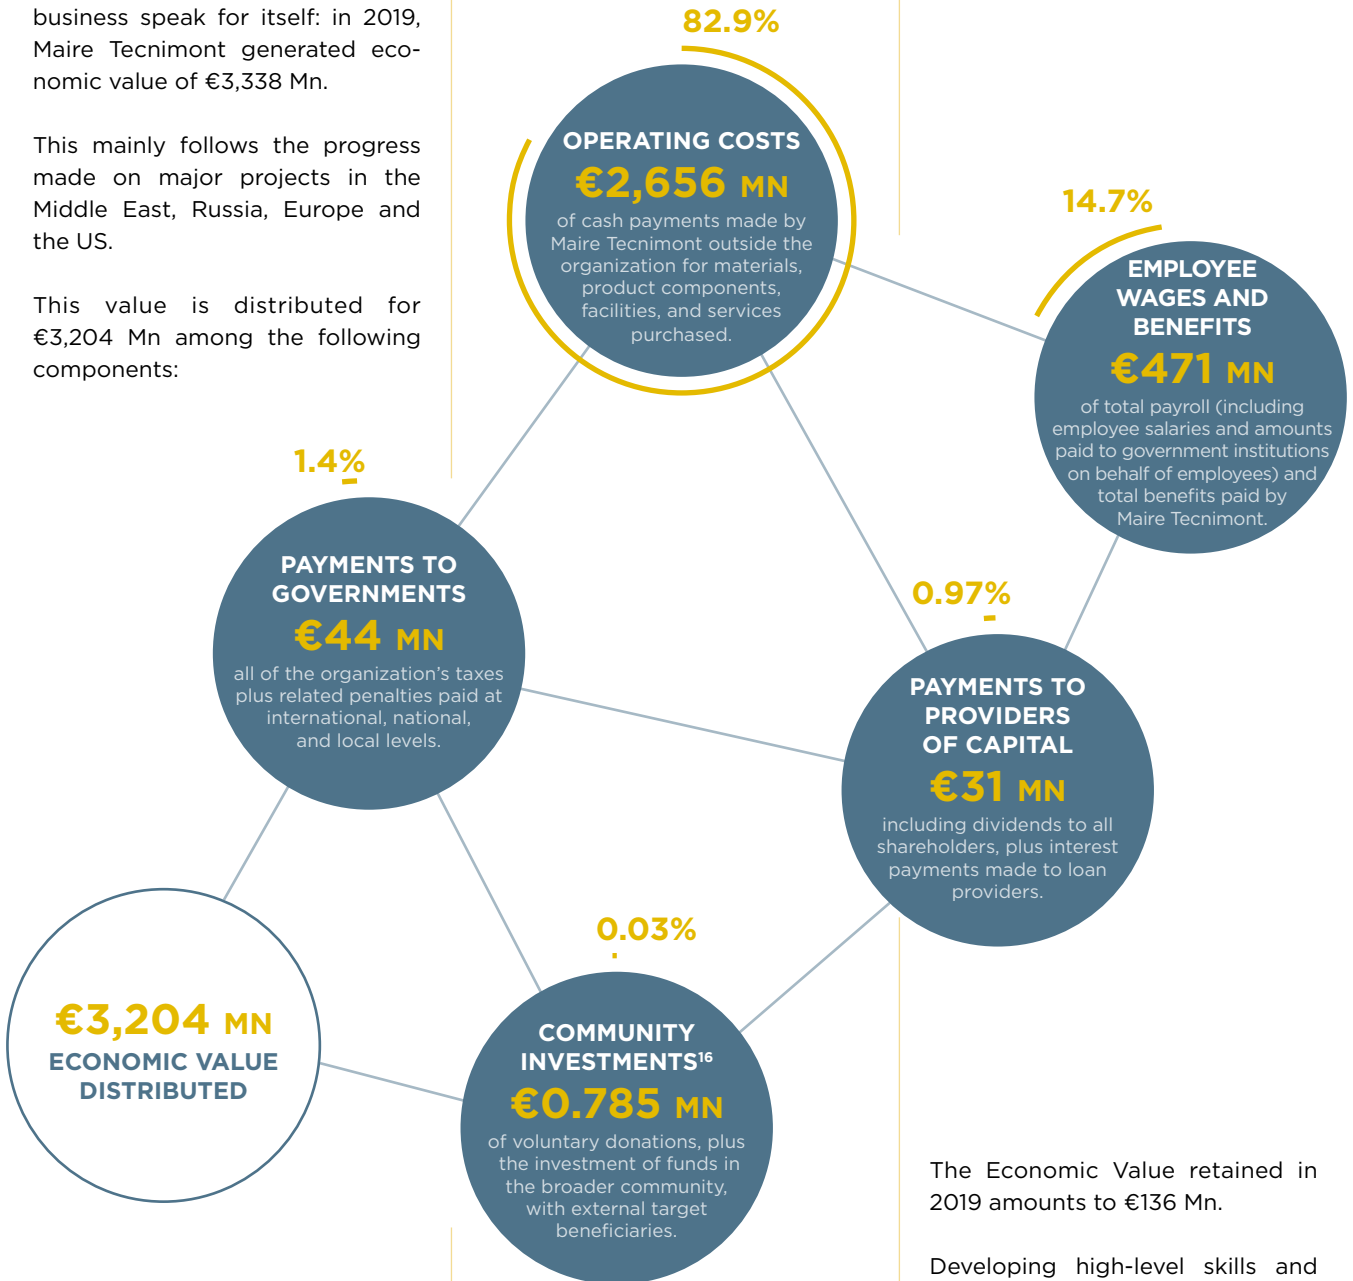 business speak for itself: in 2019,
Maire Tecnimont generated eco-
nomic value of €3,338 Mn.
This mainly follows the progress
made on major projects in the
Middle East, Russia, Europe and
the US.
This value is distributed for
€3,204 Mn among the following
components:
82.9%
OPERATING COSTS
€2,656 MN
of cash payments made by
Maire Tecnimont outside the
organization for materials,
product components,
facilities, and services
purchased.
14.7%
EMPLOYEE
WAGES AND
BENEFITS
€471 MN
of total payroll (including
employee salaries and amounts
paid to government institutions
on behalf of employees) and
total benefits paid by
Maire Tecnimont.
1.4%
PAYMENTS TO
GOVERNMENTS
€44 MN
all of the organization's taxes
plus related penalties paid at
international, national,
and local levels.
0.97%
PAYMENTS TO
PROVIDERS
OF CAPITAL
€31 MN
including dividends to all
shareholders, plus interest
payments made to loan
providers.
€3,204 MN
ECONOMIC VALUE
DISTRIBUTED
0.03%
COMMUNITY
INVESTMENTS¹⁶
€0.785 MN
of voluntary donations, plus
the investment of funds in
the broader community,
with external target
beneficiaries.
The Economic Value retained in
2019 amounts to €136 Mn.
Developing high-level skills and